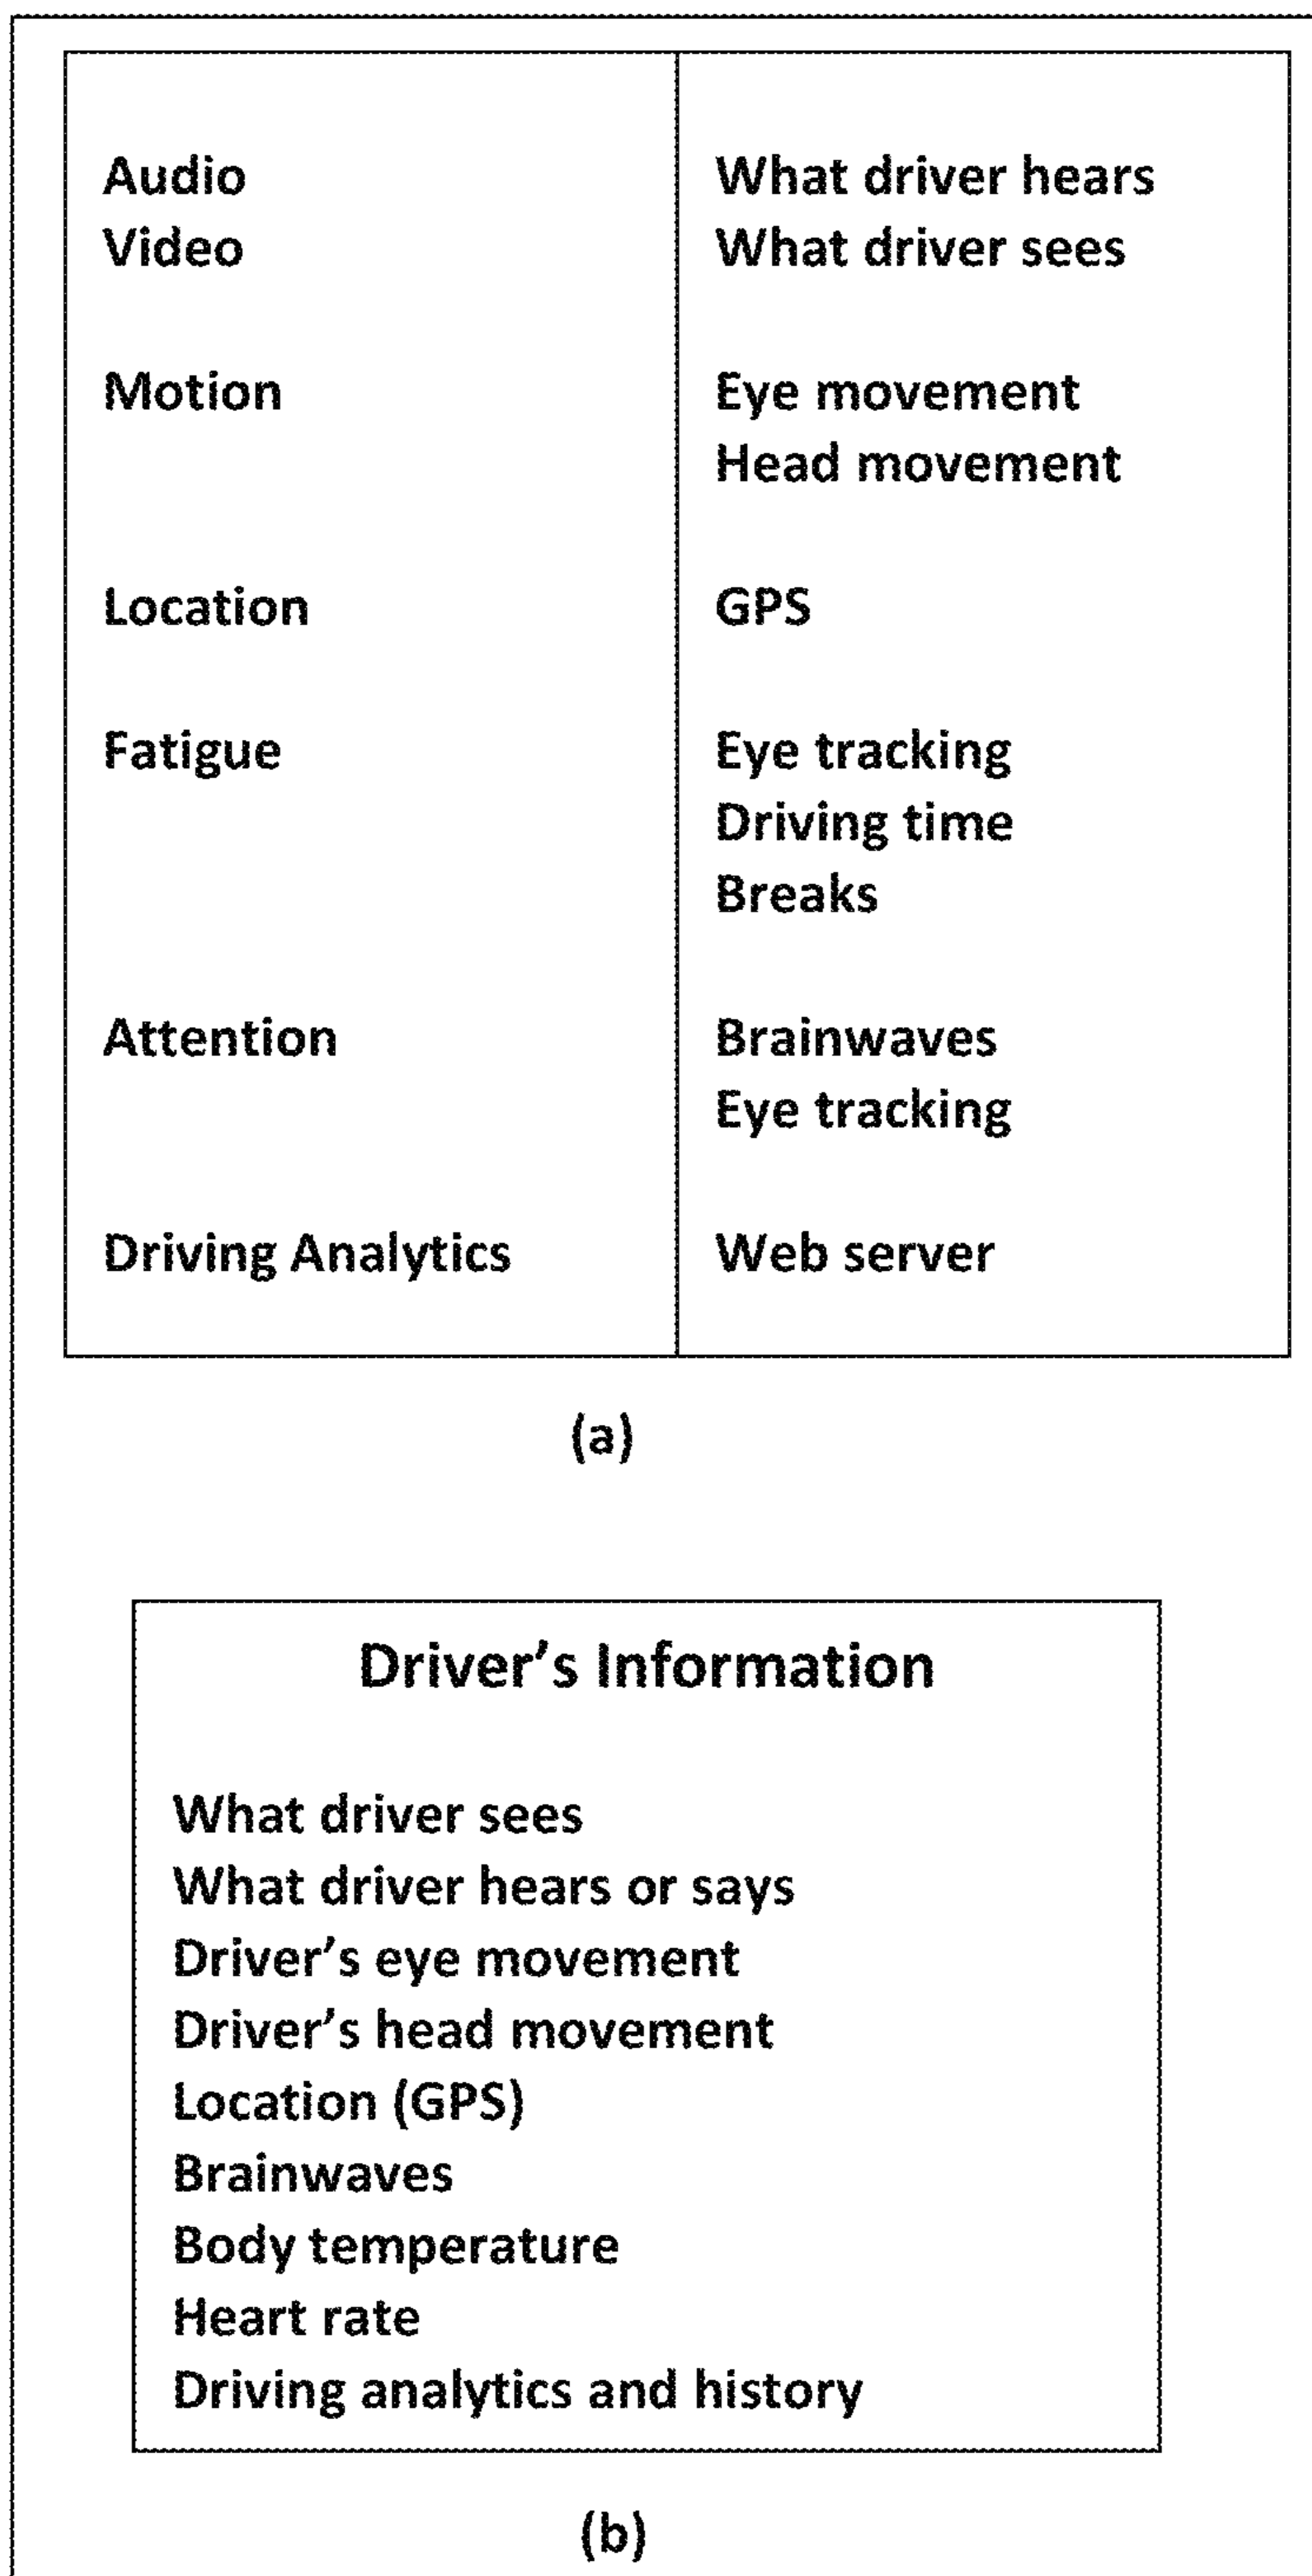 Audio What driver hears
Video What driver sees
Motion Eye movement
Head movement
Location GPS
Fatigue Eye tracking
Driving time
Breaks
Attention Brainwaves
Eye tracking
Driving Analytics Web server
(a)
Driver's Information
What driver sees
What driver hears or says
Driver's eye movement
Driver's head movement
Location (GPS)
Brainwaves
Body temperature
Heart rate
Driving analytics and history
(b)